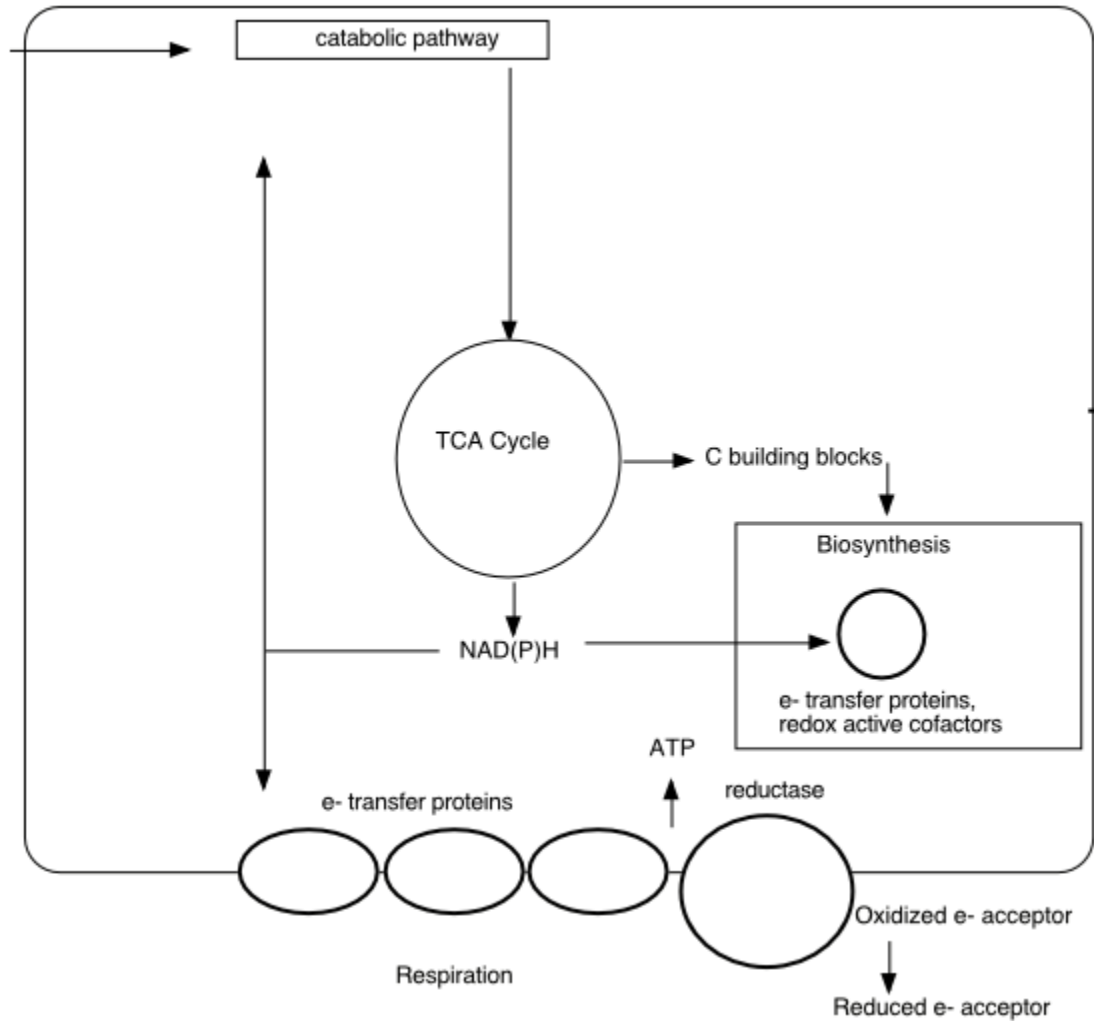 catabolic pathway
TCA Cycle
C building blocks
Biosynthesis
NAD(P)H
e- transfer proteins,
redox active cofactors
ATP
reductase
e- transfer proteins
Oxidized e- acceptor
Respiration
Reduced e- acceptor